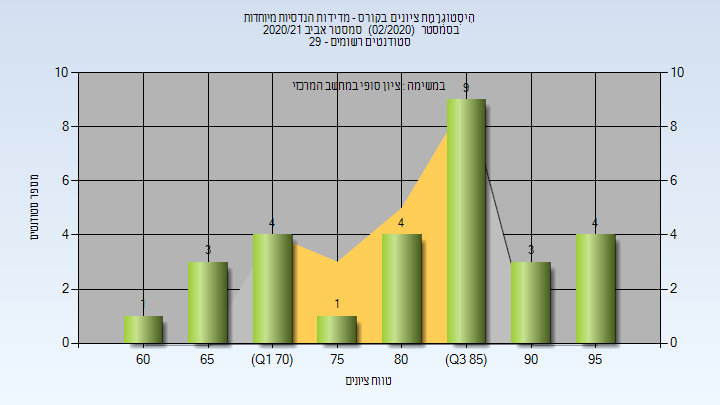 היסטוגרמת ציונים בקורס - מדידות הנדסיות מיוחדות
בסמסטר (02/2020) סמסטר אביב 2020/21
סטודנטים רשומים - 29
במשימה : ציון סופי במחשב המרכזי
10 10
8 8
6 6
4 4
2 2
0 0
מספר סטודנטים
1 3 4 1 4 9 3 4
60 65 (Q1 70) 75 80 (Q3 85) 90 95
טווח ציונים